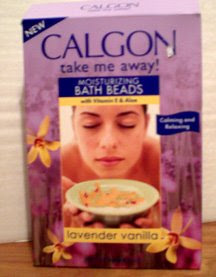 NEW
CALGON
take me away!
MOISTURIZING
BATH BEADS
with Vitamin E & Aloe
Calming and
Relaxing
lavender vanilla